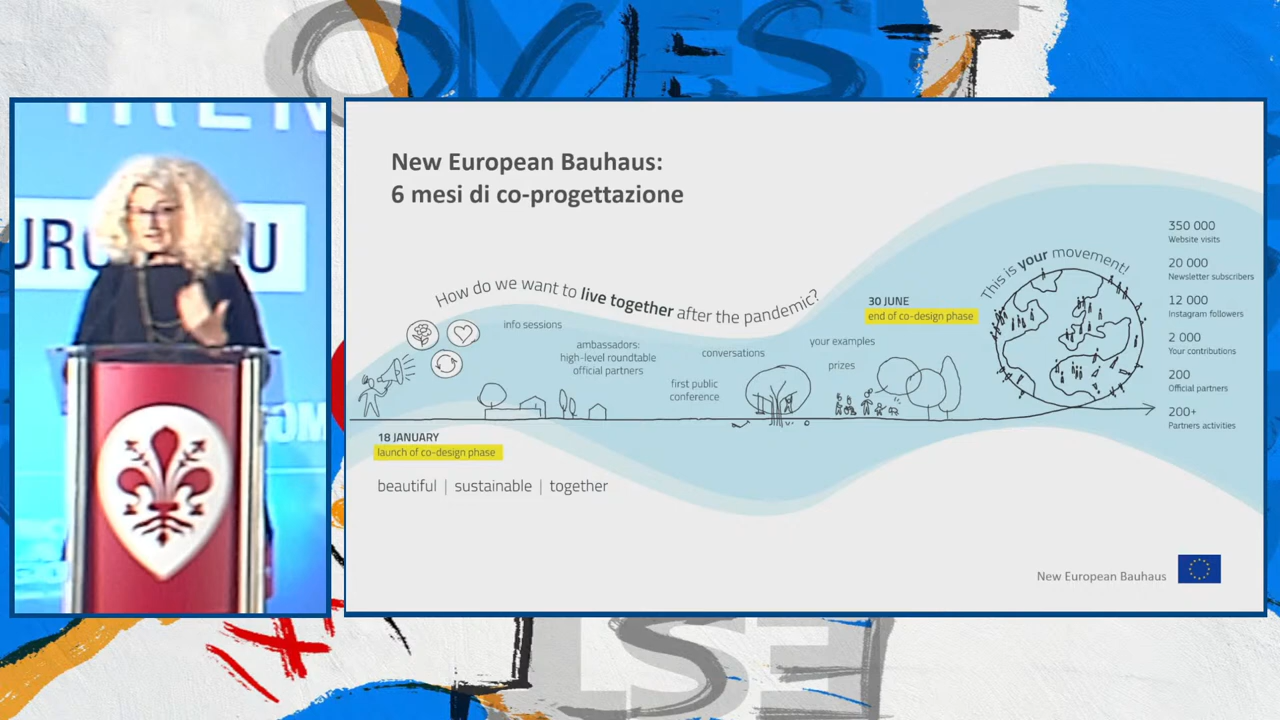 New European Bauhaus:
6 mesi di co-progettazione
How do we want to live together after the pandemic?
This is your movement!
info sessions
ambassadors:
high-level roundtable
official partners
conversations
first public
conference
your examples
prizes
30 JUNE
end of co-design phase
18 JANUARY
launch of co-design phase
beautiful | sustainable | together
350 000
Website visits
20 000
Newsletter subscribers
12 000
Instagram followers
2 000
Your contributions
200
Official partners
200+
Partners activities
New European Bauhaus